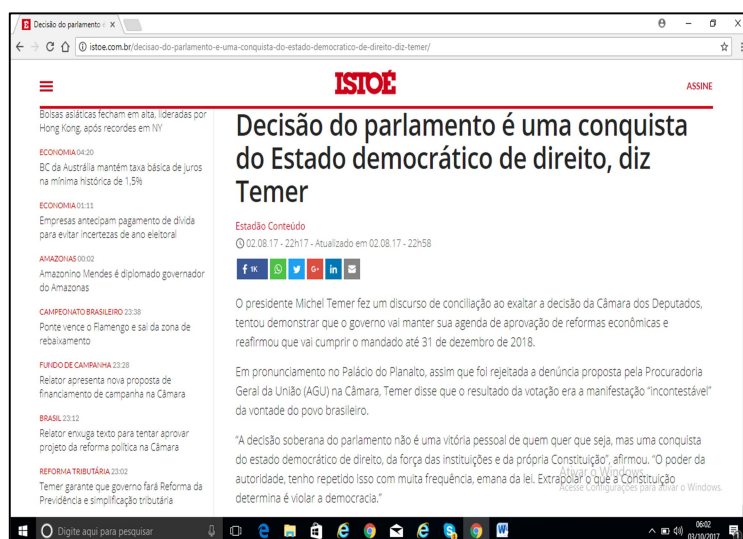 Decisão do parlamento é
istoe.com.br/decisao-do-parlamento-e-uma-conquista-do-estado-democratico-de-direito-diz-temer/
ISTOÉ
ASSINE
Bolsas asiáticas fecham em alta, lideradas por
Hong Kong, após recordes em NY
ECONOMIA 04:20
BC da Austrália mantém taxa básica de juros
na mínima histórica de 1,5%
ECONOMIA 01:11
Empresas antecipam pagamento de dívida
para evitar incertezas de ano eleitoral
AMAZONAS 00:02
Amazonino Mendes é diplomado governador
do Amazonas
CAMPEONATO BRASILEIRO 23:38
Ponte vence o Flamengo e sai da zona de
rebaixamento
FUNDO DE CAMPANHA 23:28
Relator apresenta nova proposta de
financiamento de campanha na Câmara
BRASIL 23:12
Relator enxuga texto para tentar aprovar
projeto da reforma política na Câmara
REFORMA TRIBUTÁRIA 23:02
Temer garante que governo fará Reforma da
Previdência e simplificação tributária
Decisão do parlamento é uma conquista
do Estado democrático de direito, diz
Temer
Estadão Conteúdo
02.08.17 - 22h17 - Atualizado em 02.08.17 - 22h58
f 1K G+ in
O presidente Michel Temer fez um discurso de conciliação ao exaltar a decisão da Câmara dos Deputados,
tentou demonstrar que o governo vai manter sua agenda de aprovação de reformas econômicas e
reafirmou que vai cumprir o mandado até 31 de dezembro de 2018.
Em pronunciamento no Palácio do Planalto, assim que foi rejeitada a denúncia proposta pela Procuradoria
Geral da União (AGU) na Câmara, Temer disse que o resultado da votação era a manifestação "incontestável"
da vontade do povo brasileiro.
"A decisão soberana do parlamento não é uma vitória pessoal de quem quer que seja, mas uma conquista
do estado democrático de direito, da força das instituições e da própria Constituição", afirmou. "O poder da
autoridade, tenho repetido isso com muita frequência, emana da lei. Extrapolar o que a Constituição
determina é violar a democracia."
Ativar o Windows
Acesse Configurações para ativar o Windows.
Digite aqui para pesquisar
06:02
03/10/2017